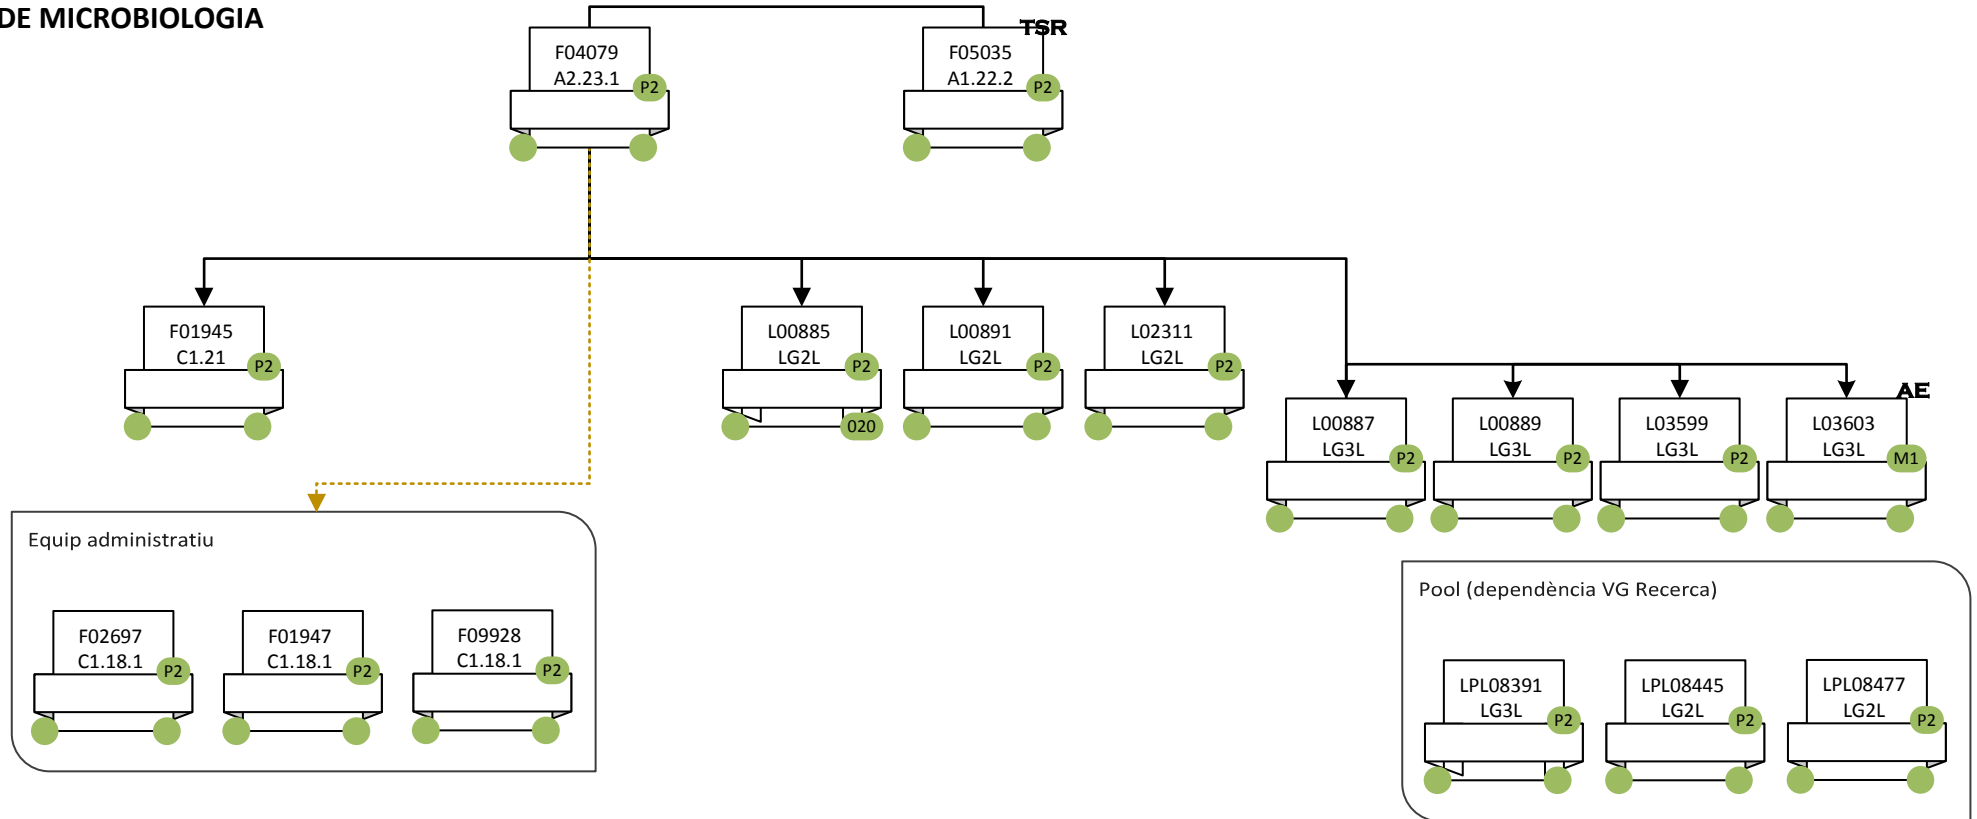 DE MICROBIOLOGIA
TSR
F04079
A2.23.1
P2
F05035
A1.22.2
P2
F01945
C1.21
P2
L00885
LG2L
P2
020
L00891
LG2L
P2
L02311
LG2L
P2
AE
L00887
LG3L
P2
L00889
LG3L
P2
L03599
LG3L
P2
L03603
LG3L
M1
Equip administratiu
F02697
C1.18.1
P2
F01947
C1.18.1
P2
F09928
C1.18.1
P2
Pool (dependència VG Recerca)
LPL08391
LG3L
P2
LPL08445
LG2L
P2
LPL08477
LG2L
P2